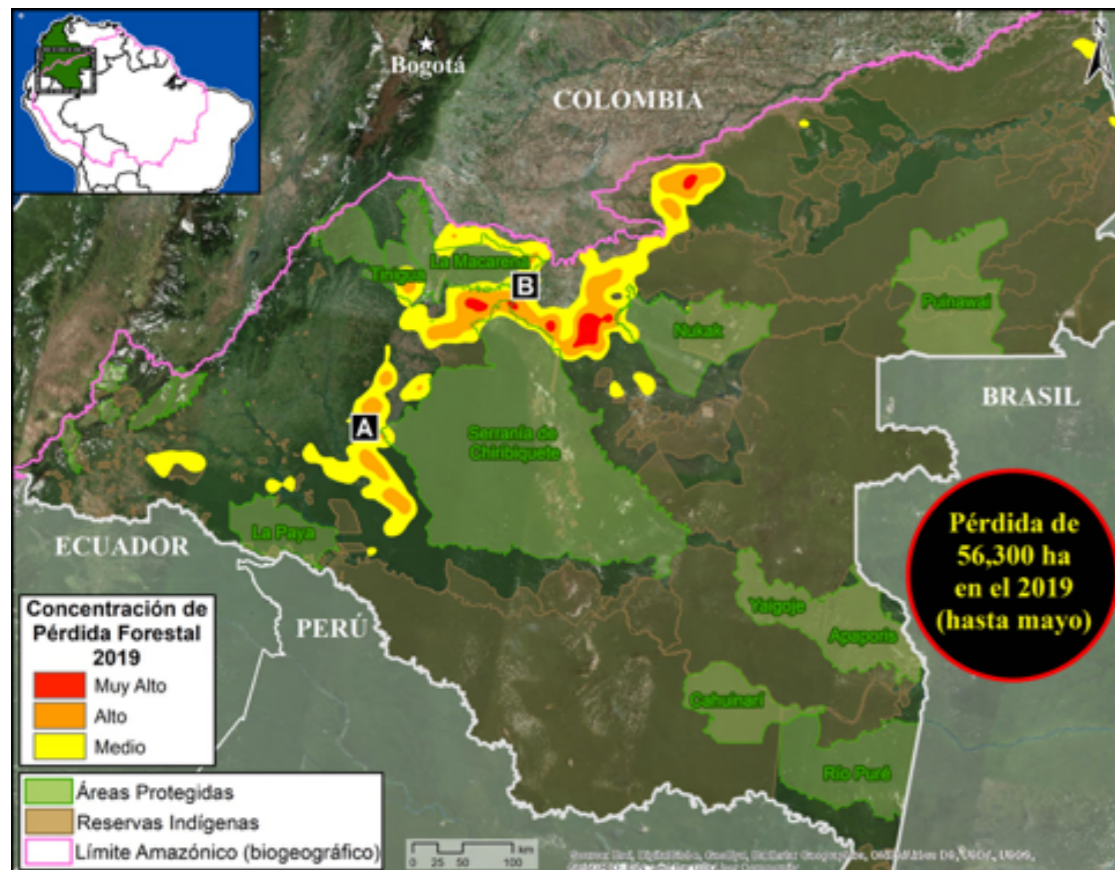 Bogotá
COLOMBIA
La Macarena
Tinigua
B
Nukak
Puinawai
BRASIL
A
Serranía de
Chiribiquete
La Paya
ECUADOR
PERÚ
Yaigoje
Apaporis
Cahuinarí
Río Puré
Pérdida de
56,300 ha
en el 2019
(hasta mayo)
Concentración de
Pérdida Forestal
2019
Muy Alto
Alto
Medio
Áreas Protegidas
Reservas Indígenas
Límite Amazónico (biogeográfico)
km
0 25 50 100